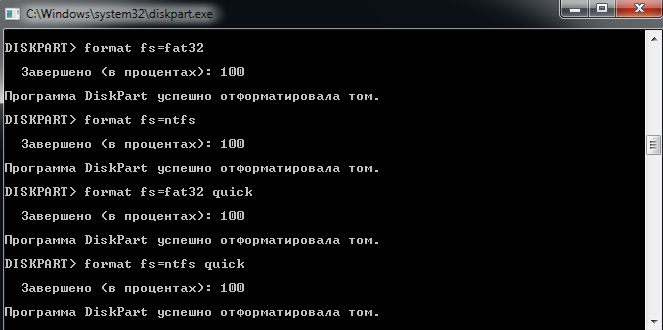 C:\Windows\system32\diskpart.exe
DISKPART> format fs=fat32
Завершено (в процентах): 100
Программа DiskPart успешно отформатировала том.
DISKPART> format fs=ntfs
Завершено (в процентах): 100
Программа DiskPart успешно отформатировала том.
DISKPART> format fs=fat32 quick
Завершено (в процентах): 100
Программа DiskPart успешно отформатировала том.
DISKPART> format fs=ntfs quick
Завершено (в процентах): 100
Программа DiskPart успешно отформатировала том.